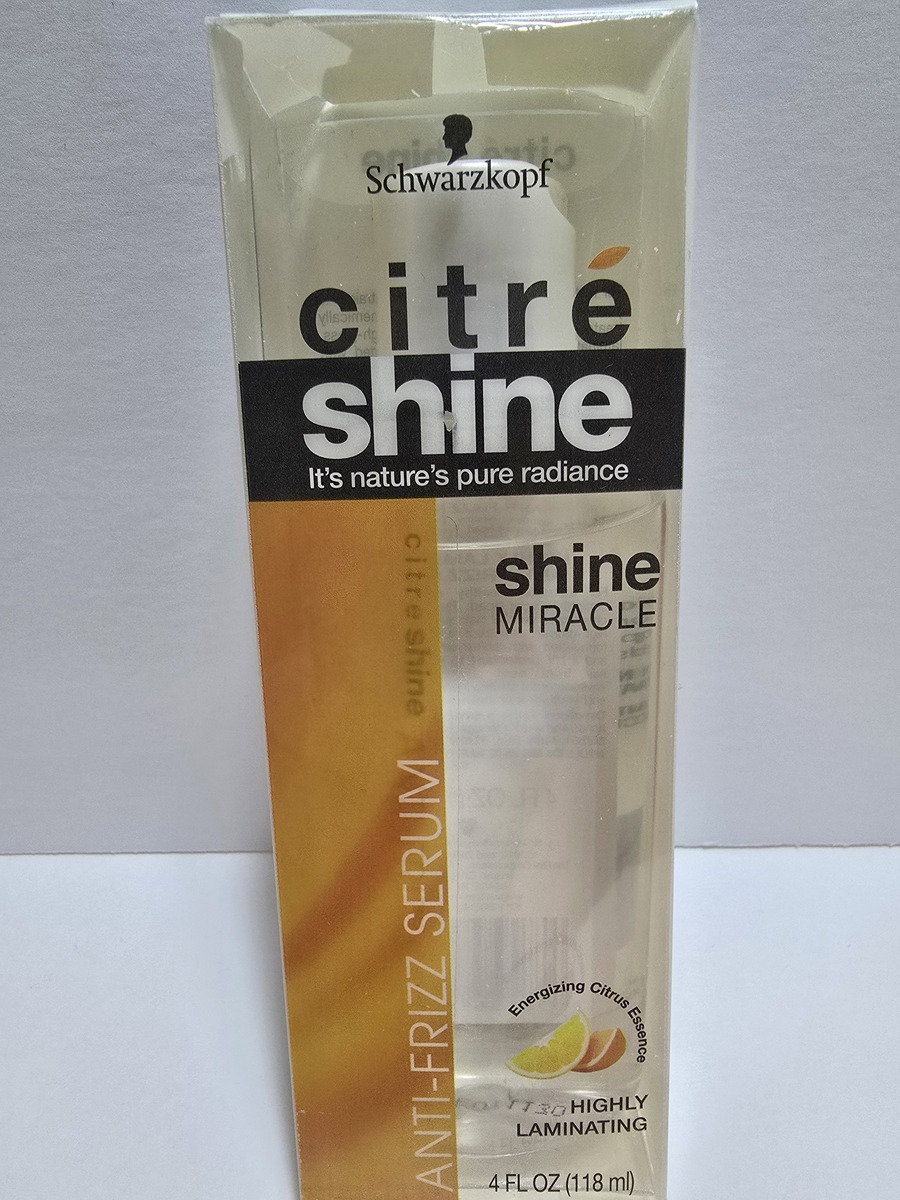 Schwarzkopf
citré
shine
It's nature's pure radiance
shine
MIRACLE
citre shine
ANTI-FRIZZ SERUM
Energizing Citrus Essence
HIGHLY
LAMINATING
4 FL OZ (118 ml)